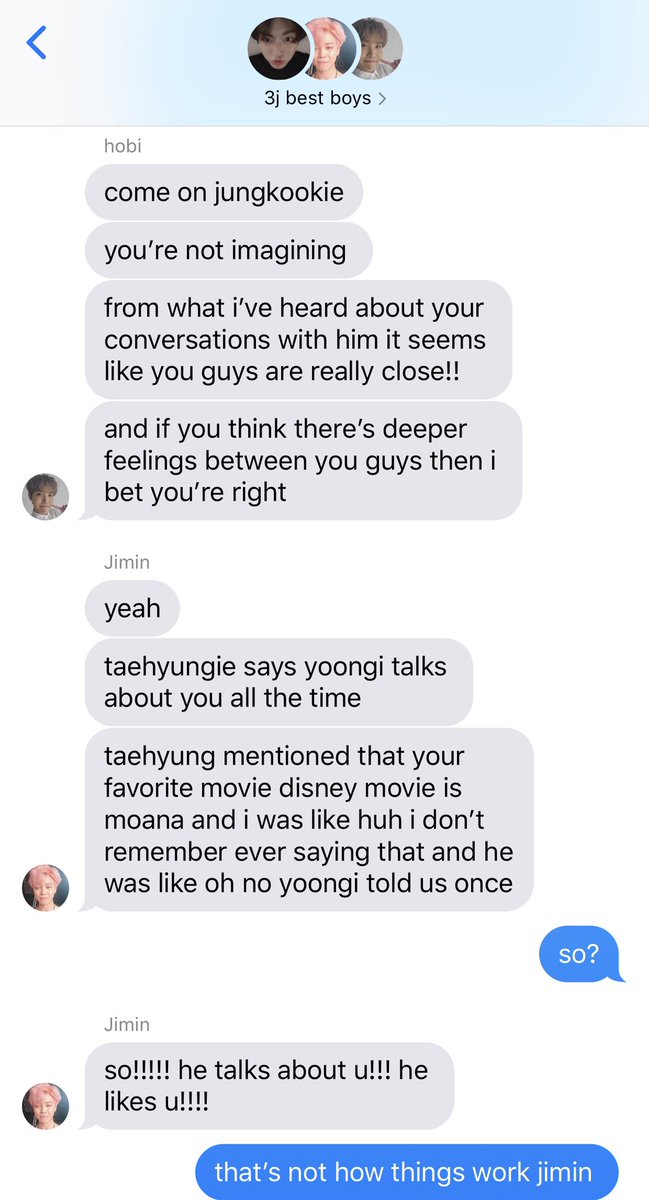 3j best boys
hobi
come on jungkookie
you’re not imagining
from what i’ve heard about your
conversations with him it seems
like you guys are really close!!
and if you think there’s deeper
feelings between you guys then i
bet you’re right
Jimin
yeah
taehyungie says yoongi talks
about you all the time
taehyung mentioned that your
favorite movie disney movie is
moana and i was like huh i don’t
remember ever saying that and he
was like oh no yoongi told us once
so?
Jimin
so!!!!! he talks about u!!! he
likes u!!!!
that’s not how things work jimin